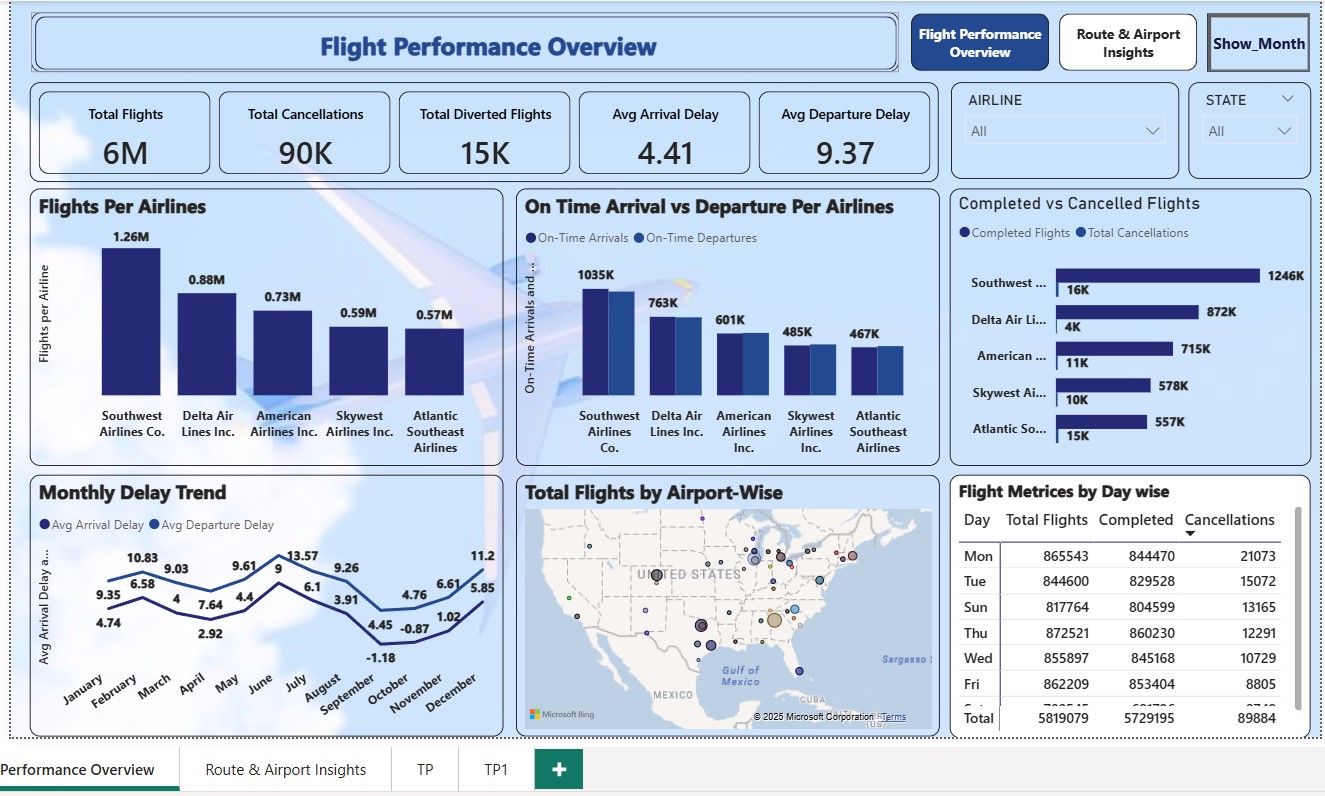 Flight Performance Overview
Flight Performance
Overview
Route & Airport
Insights
Show_Month
Total Flights
6M
Total Cancellations
90K
Total Diverted Flights
15K
Avg Arrival Delay
4.41
Avg Departure Delay
9.37
AIRLINE
All
STATE
All
Flights Per Airlines
Flights per Airline
1.26M
0.88M
0.73M
0.59M
0.57M
Southwest
Airlines Co.
Delta Air
Lines Inc.
American
Airlines Inc.
Skywest
Airlines Inc.
Atlantic
Southeast
Airlines
On Time Arrival vs Departure Per Airlines
On-Time Arrivals On-Time Departures
On-Time Arrivals and ...
1035K
763K
601K
485K
467K
Southwest
Airlines
Co.
Delta Air
Lines Inc.
American
Airlines
Inc.
Skywest
Airlines
Inc.
Atlantic
Southeast
Airlines
Completed vs Cancelled Flights
Completed Flights Total Cancellations
Southwest ... 1246K
16K
Delta Air Li... 872K
4K
American ... 715K
11K
Skywest Ai... 578K
10K
Atlantic So... 557K
15K
Monthly Delay Trend
Avg Arrival Delay Avg Departure Delay
Avg Arrival Delay a...
9.35
10.83
9.03
7.64
9.61
13.57
9.26
4.45
4.76
6.61
11.2
4.74
6.58
4
2.92
4.4
9
6.1
3.91
-1.18
-0.87
1.02
5.85
January
February
March
April
May
June
July
August
September
October
November
December
Total Flights by Airport-Wise
UNITED STATES
Gulf of
Mexico
Sargasso
MEXICO
CUBA
Microsoft Bing
© 2025 Microsoft Corporation Terms
(US)
Flight Metrices by Day wise
Day Total Flights Completed Cancellations
Mon 865543 844470 21073
Tue 844600 829528 15072
Sun 817764 804599 13165
Thu 872521 860230 12291
Wed 855897 845168 10729
Fri 862209 853404 8805
Total 5819079 5729195 89884
Performance Overview
Route & Airport Insights
TP
TP1
+